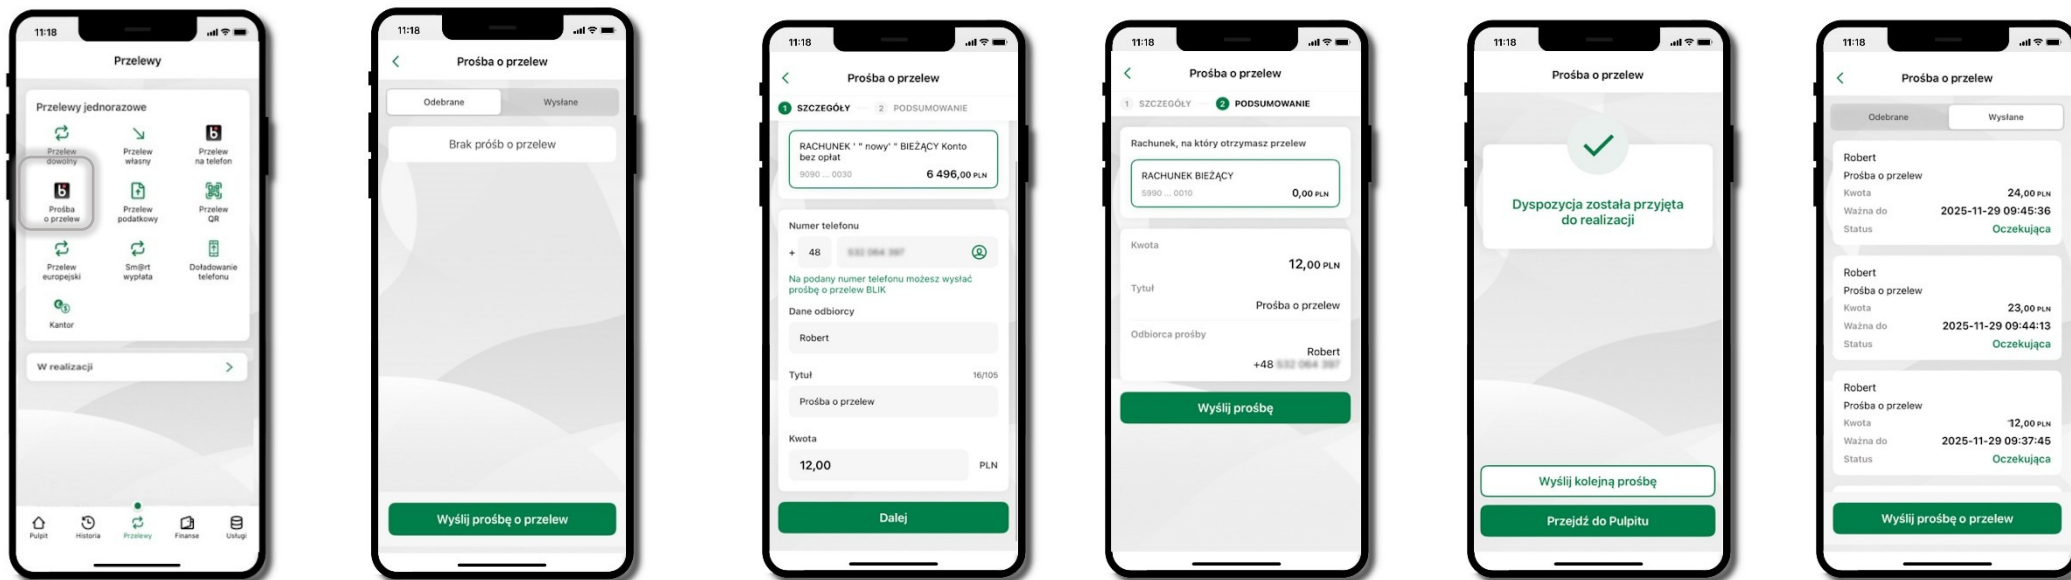 11:18
Przelewy
Przelewy jednorazowe
Przelew dowolny
Przelew własny
Przelew na telefon
Prośba o przelew
Przelew podatkowy
Przelew QR
Przelew europejski
Sm@rt wypłata
Doładowanie telefonu
Kantor
W realizacji
Pulpit Historia Przelewy Finanse Usługi
11:18
Prośba o przelew
Odebrane Wysłane
Brak próśb o przelew
Wyślij prośbę o przelew
11:18
Prośba o przelew
1 SZCZEGÓŁY 2 PODSUMOWANIE
RACHUNEK ' " nowy' " BIEŻĄCY Konto
bez opłat
9090 ... 0030 6 496,00 PLN
Numer telefonu
+ 48
Na podany numer telefonu możesz wysłać
prośbę o przelew BLIK
Dane odbiorcy
Robert
Tytuł 16/105
Prośba o przelew
Kwota
12,00 PLN
Dalej
11:18
Prośba o przelew
1 SZCZEGÓŁY 2 PODSUMOWANIE
Rachunek, na który otrzymasz przelew
RACHUNEK BIEŻĄCY
5990 ... 0010 0,00 PLN
Kwota
12,00 PLN
Tytuł
Prośba o przelew
Odbiorca prośby
Robert
+48
Wyślij prośbę
11:18
Prośba o przelew
Dyspozycja została przyjęta
do realizacji
Wyślij kolejną prośbę
Przejdź do Pulpitu
11:18
Prośba o przelew
Odebrane Wysłane
Robert
Prośba o przelew
Kwota 24,00 PLN
Ważna do 2025-11-29 09:45:36
Status Oczekująca
Robert
Prośba o przelew
Kwota 23,00 PLN
Ważna do 2025-11-29 09:44:13
Status Oczekująca
Robert
Prośba o przelew
Kwota 12,00 PLN
Ważna do 2025-11-29 09:37:45
Status Oczekująca
Wyślij prośbę o przelew